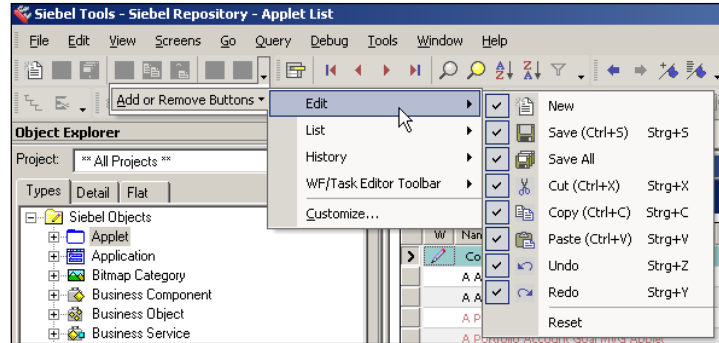 Siebel Tools - Siebel Repository - Applet List
File Edit View Screens Go Query Debug Tools Window Help
Add or Remove Buttons
Edit
List
History
WF/Task Editor Toolbar
Customize...
New
Save (Ctrl+S) Strg+S
Save All
Cut (Ctrl+X) Strg+X
Copy (Ctrl+C) Strg+C
Paste (Ctrl+V) Strg+V
Undo Strg+Z
Redo Strg+Y
Reset
Object Explorer
Project: ** All Projects **
Types Detail Flat
Siebel Objects
Applet
Application
Bitmap Category
Business Component
Business Object
Business Service
W Nan
Co
A A
A A
A P
A Portfolio Account Goal MVG Applet